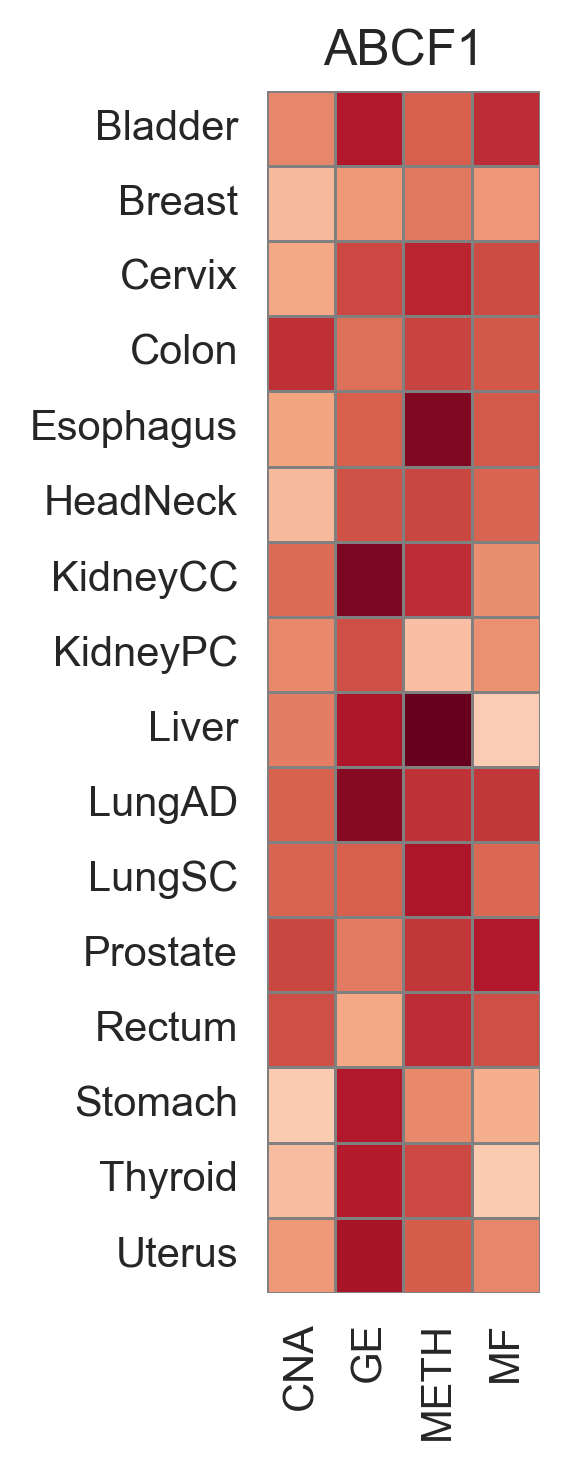 ABCF1
Bladder
Breast
Cervix
Colon
Esophagus
HeadNeck
KidneyCC
KidneyPC
Liver
LungAD
LungSC
Prostate
Rectum
Stomach
Thyroid
Uterus
CNA
GE
METH
MF